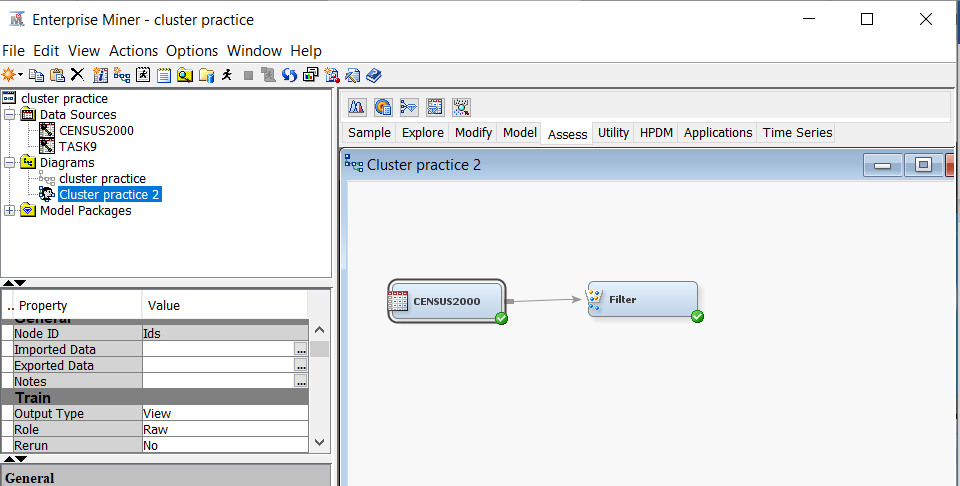 Enterprise Miner - cluster practice
File Edit View Actions Options Window Help
cluster practice
Data Sources
CENSUS2000
TASK9
Diagrams
cluster practice
Cluster practice 2
Model Packages
.. Property Value
General
Node ID Ids
Imported Data ...
Exported Data ...
Notes ...
Train
Output Type View
Role Raw
Rerun No
General
Sample Explore Modify Model Assess Utility HPDM Applications Time Series
Cluster practice 2
CENSUS2000
Filter